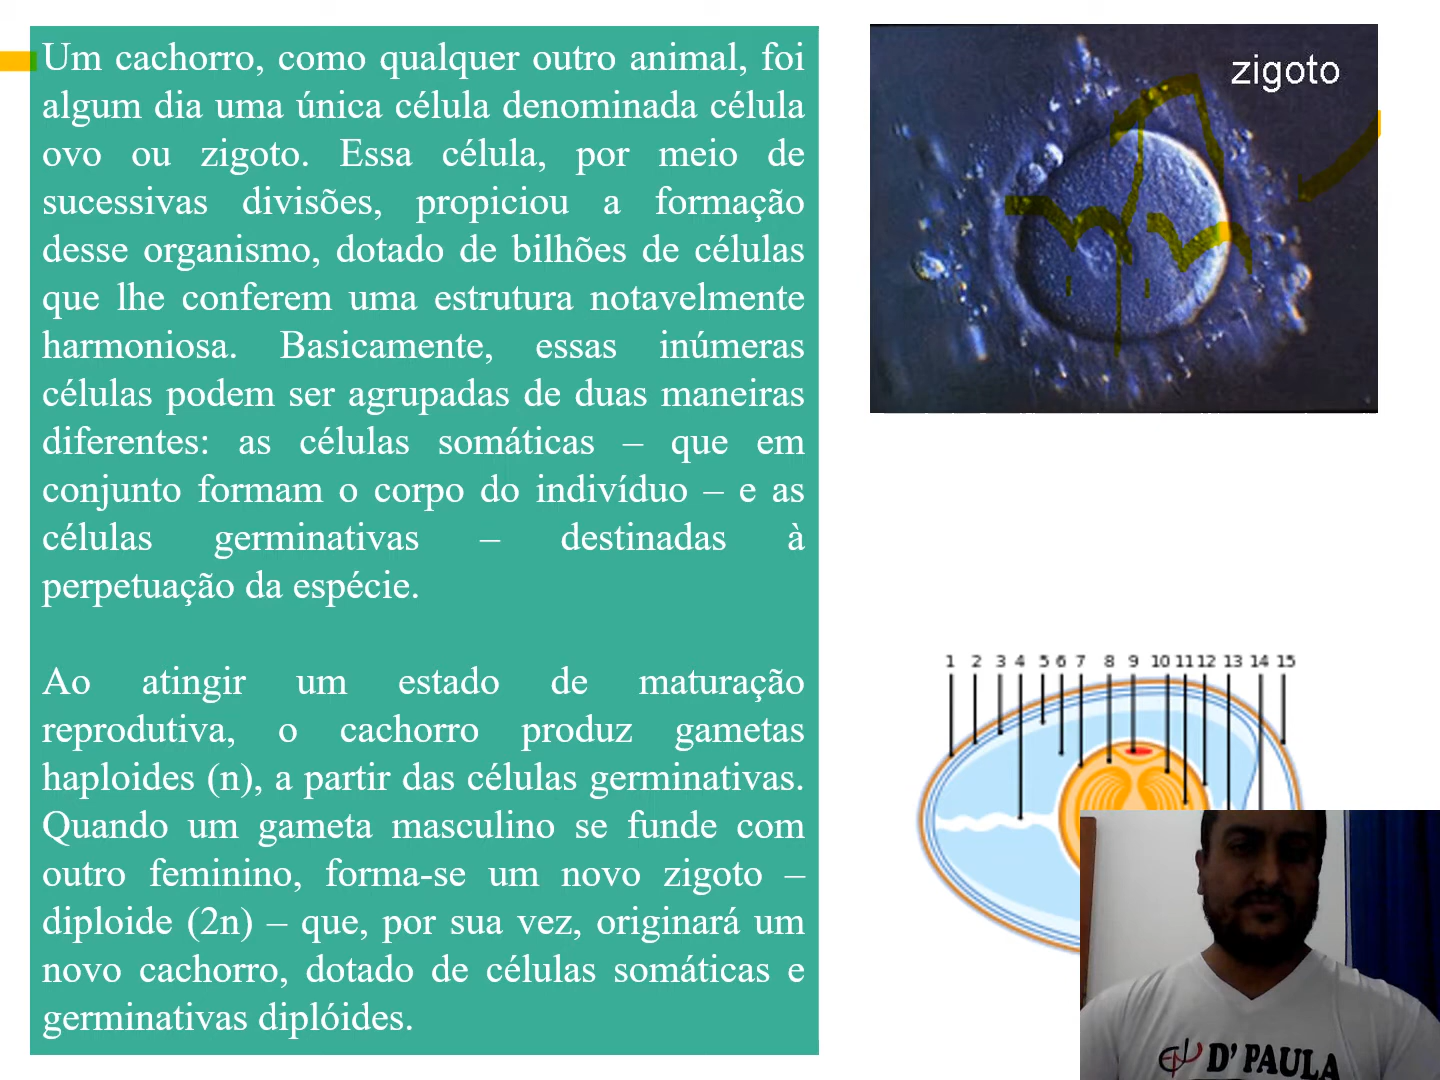 Um cachorro, como qualquer outro animal, foi
algum dia uma única célula denominada célula
ovo ou zigoto. Essa célula, por meio de
sucessivas divisões, propiciou a formação
desse organismo, dotado de bilhões de células
que lhe conferem uma estrutura notavelmente
harmoniosa. Basicamente, essas inúmeras
células podem ser agrupadas de duas maneiras
diferentes: as células somáticas – que em
conjunto formam o corpo do indivíduo – e as
células germinativas – destinadas à
perpetuação da espécie.
Ao atingir um estado de maturação
reprodutiva, o cachorro produz gametas
haploides (n), a partir das células germinativas.
Quando um gameta masculino se funde com
outro feminino, forma-se um novo zigoto –
diploide (2n) – que, por sua vez, originará um
novo cachorro, dotado de células somáticas e
germinativas diplóides.
zigoto
1 2 3 4 5 6 7 8 9 10 11 12 13 14 15
D' PAULA